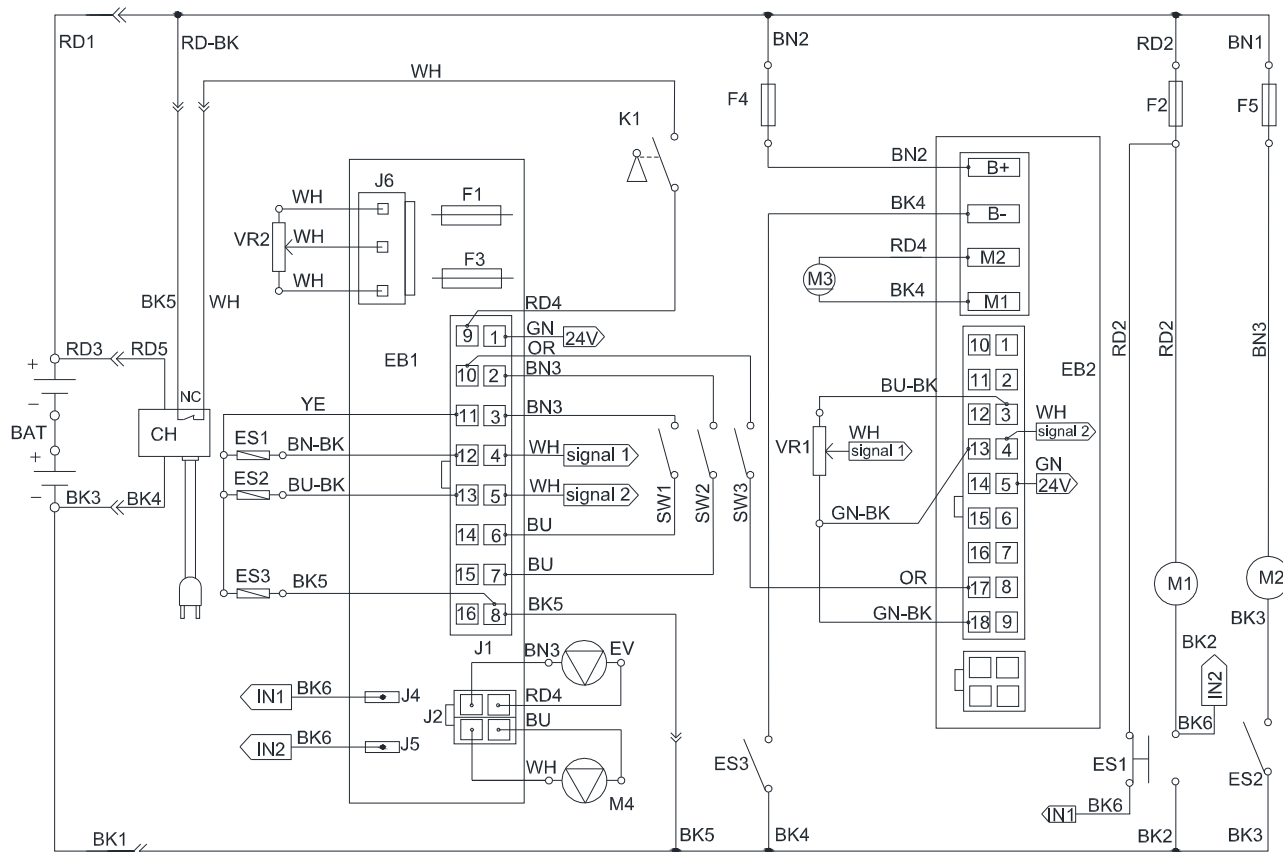 RD1 RD-BK BN2 RD2 BN1
WH
F4 F2 F5
K1
BN2 B+
J6
WH F1
BK4 B-
VR2 WH
RD4 M2
M3
WH F3
BK4 M1
BK5 WH
RD4
9 1 GN 24V
RD2 RD2 BN3
10 1
+ RD3 RD5 EB1 OR
10 2 BN3
11 2 EB2
- NC
BU-BK
YE 11 3 BN3
12 3 WH
signal 2
BAT CH
ES1 BN-BK 12 4 WH signal 1
VR1 WH signal 1
13 4
+
GN
ES2 BU-BK 13 5 WH signal 2
SW1 SW2 SW3
14 5 24V
- BK3 BK4
GN-BK
15 6
14 6 BU
16 7
15 7 BU
OR 17 8
M1 M2
ES3 BK5
16 8 BK5
GN-BK 18 9
BK3
J1
BN3 EV
BK2
IN2
IN1 BK6 J4
RD4
J2 BU
BK6
IN2 BK6 J5
WH M4
ES3 ES1 ES2
IN1 BK6
BK1 BK5 BK4 BK2 BK3